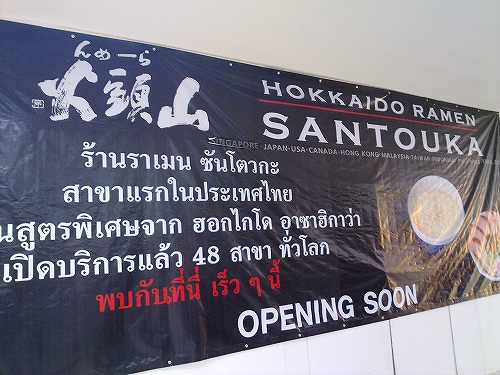 らーめん
山頭火
HOKKAIDO RAMEN
SANTOUKA
SINGAPORE・JAPAN・USA・CANADA・HONG KONG・MALAYSIA・TAIWAN・INDONESIA
ร้านราเมน ซันโตวกะ
สาขาแรกในประเทศไทย
นสูตรพิเศษจาก ฮอกไกโด อาซาฮิกาว่า
เปิดบริการแล้ว 48 สาขา ทั่วโลก
พบกับที่นี่ เร็ว ๆ นี้
OPENING SOON